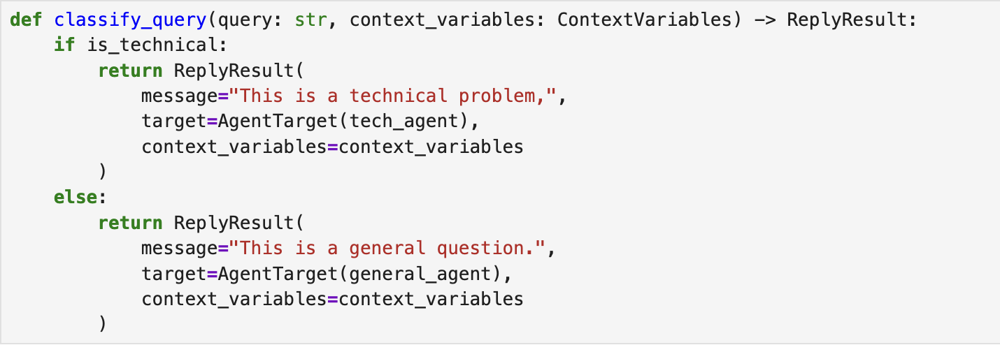 def classify_query(query: str, context_variables: ContextVariables) -> ReplyResult:
    if is_technical:
        return ReplyResult(
            message="This is a technical problem,",
            target=AgentTarget(tech_agent),
            context_variables=context_variables
        )
    else:
        return ReplyResult(
            message="This is a general question.",
            target=AgentTarget(general_agent),
            context_variables=context_variables
        )